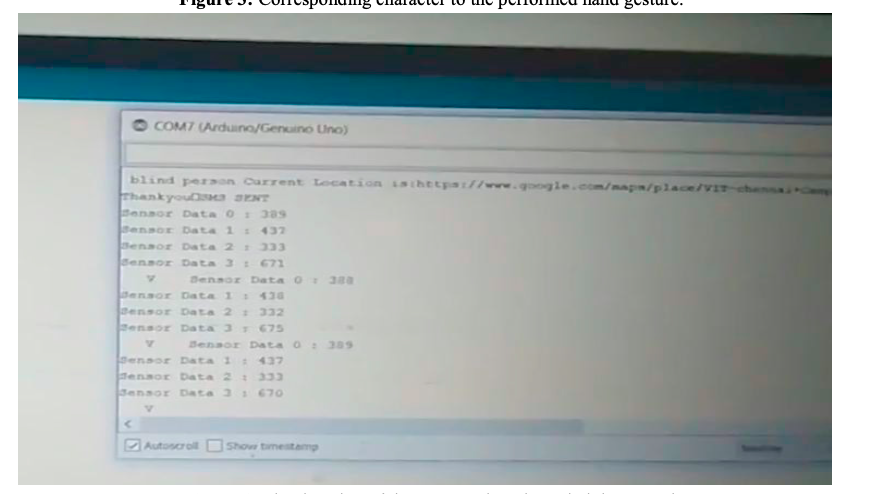 Figure 3. Corresponding character to the performed hand gesture.
COM7 (Arduino/Genuino Uno)
blind person Current Location is:https://www.google.com/maps/place/VIT-chennai+Camp
Thankyou□SMS SENT
Sensor Data 0 : 389
Sensor Data 1 : 437
Sensor Data 2 : 333
Sensor Data 3 : 671
V Sensor Data 0 : 388
Sensor Data 1 : 438
Sensor Data 2 : 332
Sensor Data 3 : 675
V Sensor Data 0 : 389
Sensor Data 1 : 437
Sensor Data 2 : 333
Sensor Data 3 : 670
V
Autoscroll Show timestamp